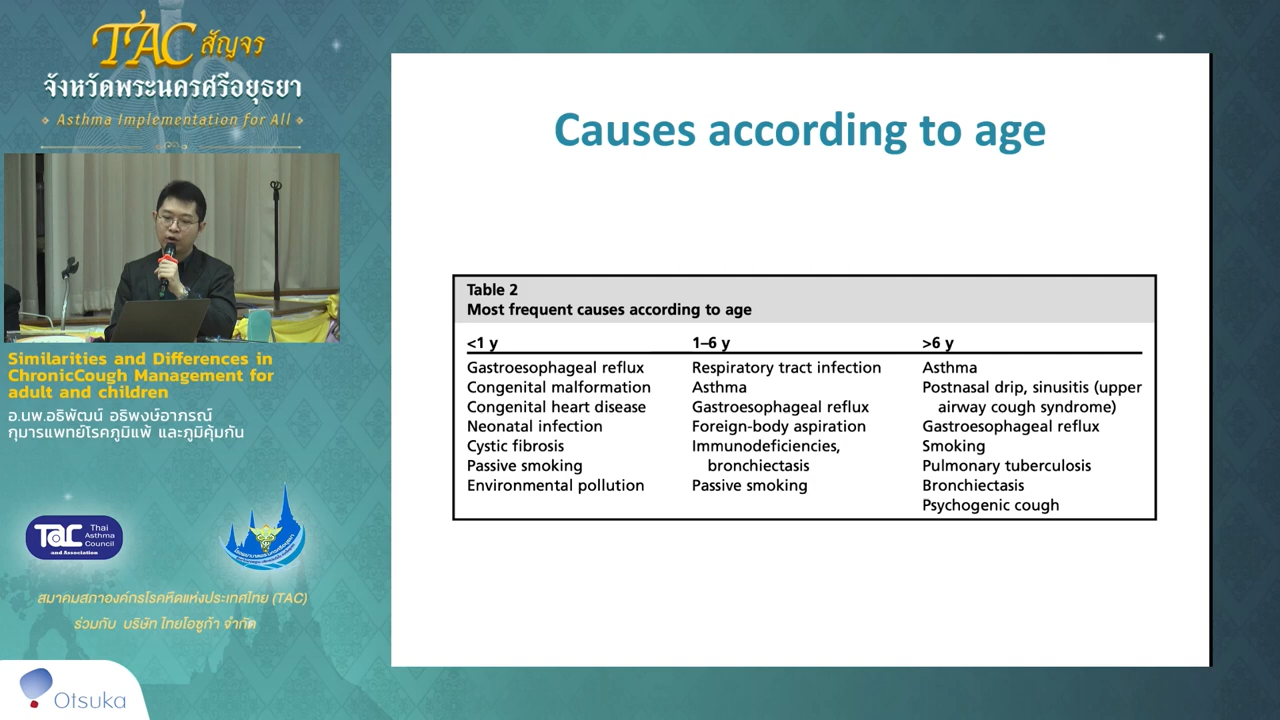 TAC สัญจร
จังหวัดพระนครศรีอยุธยา
Asthma Implementation for All
Similarities and Differences in
ChronicCough Management for
adult and children
อ.นพ.อธิพัฒน์ อธิพงษ์อาภรณ์
กุมารแพทย์โรคภูมิแพ้ และภูมิคุ้มกัน
TAC
Thai
Asthma
Council
and Association
สมาคมสภาองค์กรโรคหืดแห่งประเทศไทย (TAC)
ร่วมกับ บริษัท ไทยโอซูก้า จำกัด
Otsuka
Causes according to age
Table 2
Most frequent causes according to age
<1 y 1–6 y >6 y
Gastroesophageal reflux Respiratory tract infection Asthma
Congenital malformation Asthma Postnasal drip, sinusitis (upper
Congenital heart disease Gastroesophageal reflux airway cough syndrome)
Neonatal infection Foreign-body aspiration Gastroesophageal reflux
Cystic fibrosis Immunodeficiencies, Smoking
Passive smoking bronchiectasis Pulmonary tuberculosis
Environmental pollution Passive smoking Bronchiectasis
Psychogenic cough